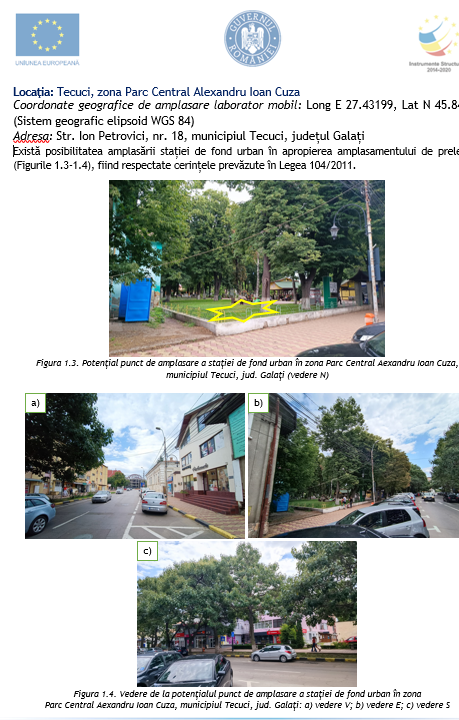 UNIUNEA EUROPEANĂ
GUVERNUL ROMÂNIEI
Instrumente Structu
2014-2020
Locația: Tecuci, zona Parc Central Alexandru Ioan Cuza
Coordonate geografice de amplasare laborator mobil: Long E 27.43199, Lat N 45.84
(Sistem geografic elipsoid WGS 84)
Adresa: Str. Ion Petrovici, nr. 18, municipiul Tecuci, județul Galați
Există posibilitatea amplasării stației de fond urban în apropierea amplasamentului de prele
(Figurile 1.3-1.4), fiind respectate cerințele prevăzute în Legea 104/2011.
Figura 1.3. Potențial punct de amplasare a stației de fond urban în zona Parc Central Aexandru Ioan Cuza,
municipiul Tecuci, jud. Galați (vedere N)
a)
b)
c)
Figura 1.4. Vedere de la potențialul punct de amplasare a stației de fond urban în zona
Parc Central Aexandru Ioan Cuza, municipiul Tecuci, jud. Galați: a) vedere V; b) vedere E; c) vedere S